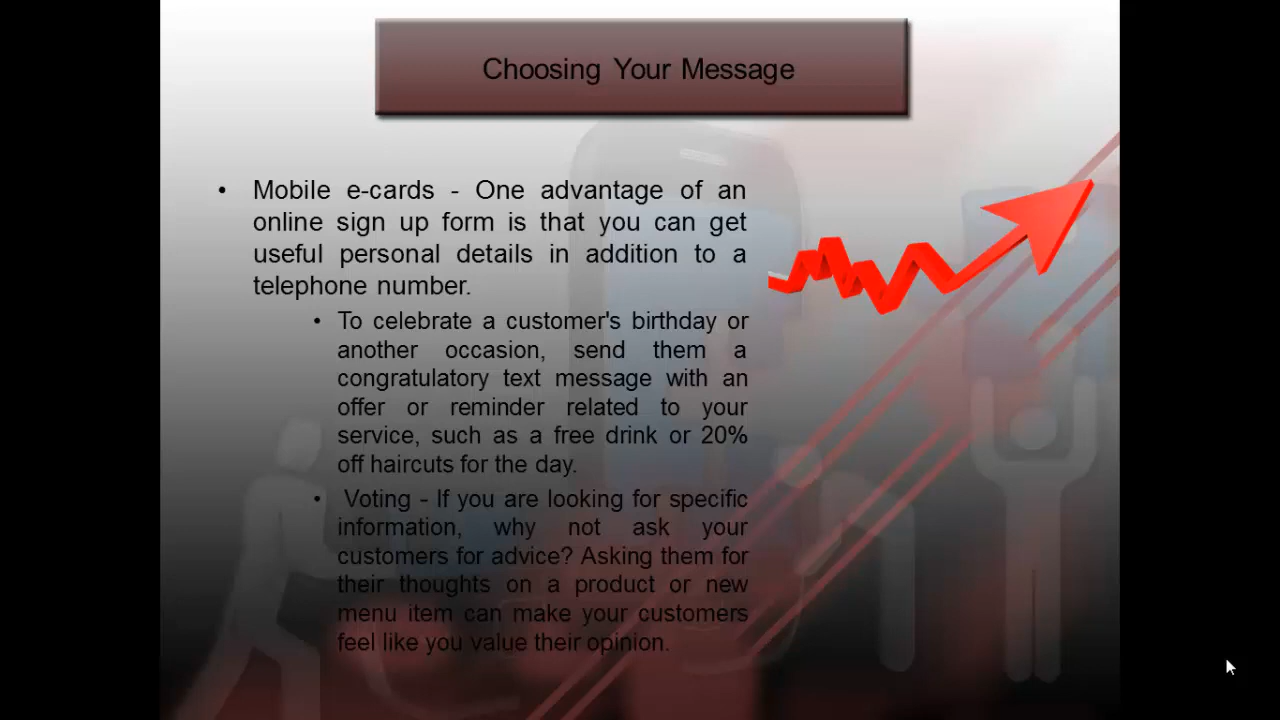 Choosing Your Message
• Mobile e-cards - One advantage of an
online sign up form is that you can get
useful personal details in addition to a
telephone number.
• To celebrate a customer's birthday or
another occasion, send them a
congratulatory text message with an
offer or reminder related to your
service, such as a free drink or 20%
off haircuts for the day.
• Voting - If you are looking for specific
information, why not ask your
customers for advice? Asking them for
their thoughts on a product or new
menu item can make your customers
feel like you value their opinion.